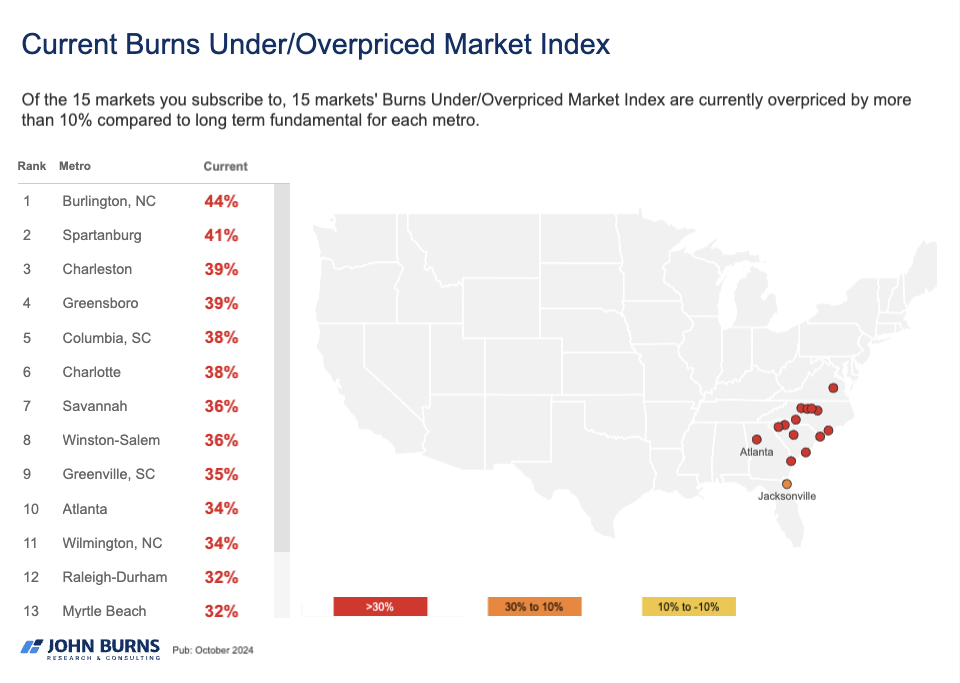 Current Burns Under/Overpriced Market Index
Of the 15 markets you subscribe to, 15 markets' Burns Under/Overpriced Market Index are currently overpriced by more
than 10% compared to long term fundamental for each metro.
Rank Metro Current
1 Burlington, NC 44%
2 Spartanburg 41%
3 Charleston 39%
4 Greensboro 39%
5 Columbia, SC 38%
6 Charlotte 38%
7 Savannah 36%
8 Winston-Salem 36%
9 Greenville, SC 35%
10 Atlanta 34%
11 Wilmington, NC 34%
12 Raleigh-Durham 32%
13 Myrtle Beach 32%
Atlanta
Jacksonville
>30% 30% to 10% 10% to -10%
JOHN BURNS
RESEARCH & CONSULTING
Pub: October 2024